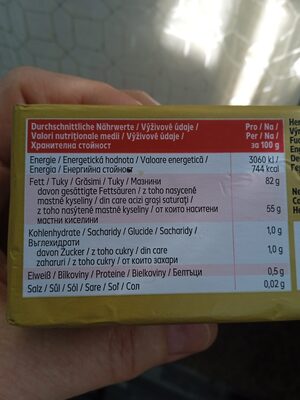 Durchschnittliche Nährwerte / Výživové údaje /
Valori nutriționale medii / Výživové údaje /
Хранителна стойност
Pro / Na /
Per / Na /
за 100 g
Energie / Energetická hodnota / Valoare energetică /
Energia / Енергийна стойност
3060 kJ /
744 kcal
Fett / Tuky / Grăsimi / Tuky / Мазнини
82 g
davon gesättigte Fettsäuren / z toho nasycené
mastné kyseliny / din care acizi grași saturați /
z toho nasýtené mastné kyseliny / от които наситени
мастни киселини
55 g
Kohlenhydrate / Sacharidy / Glucide / Sacharidy /
Въглехидрати
1,0 g
davon Zucker / z toho cukry / din care
zaharuri / z toho cukry / от които захари
1,0 g
Eiweiß / Bílkoviny / Proteine / Bielkoviny / Белтъци
0,5 g
Salz / Sůl / Sare / Soľ / Сол
0,02 g